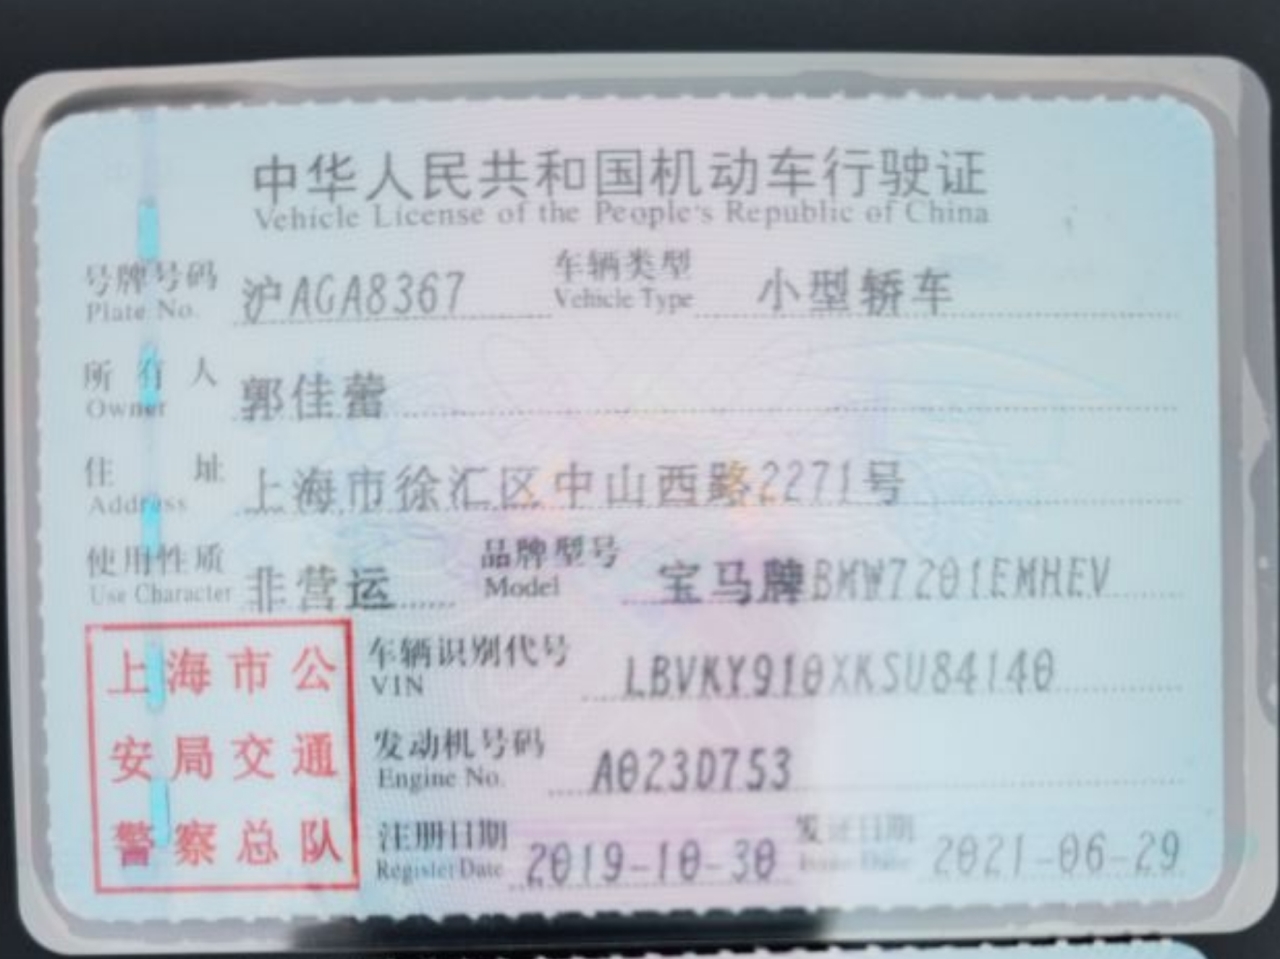 中华人民共和国机动车行驶证
Vehicle License of the People's Republic of China
号牌号码 沪AGA8367 车辆类型 小型轿车
Plate No. Vehicle Type
所有人 郭佳蕾
Owner
住址 上海市徐汇区中山西路2271号
Address
使用性质 非营运 品牌型号 宝马牌BMW7201EMHEV
Use Character Model
车辆识别代号 LBVKY910XKSU84140
VIN
发动机号码 A023D753
Engine No.
注册日期 2019-10-30 发证日期 2021-06-29
Register Date Issue Date
上海市公
安局交通
警察总队